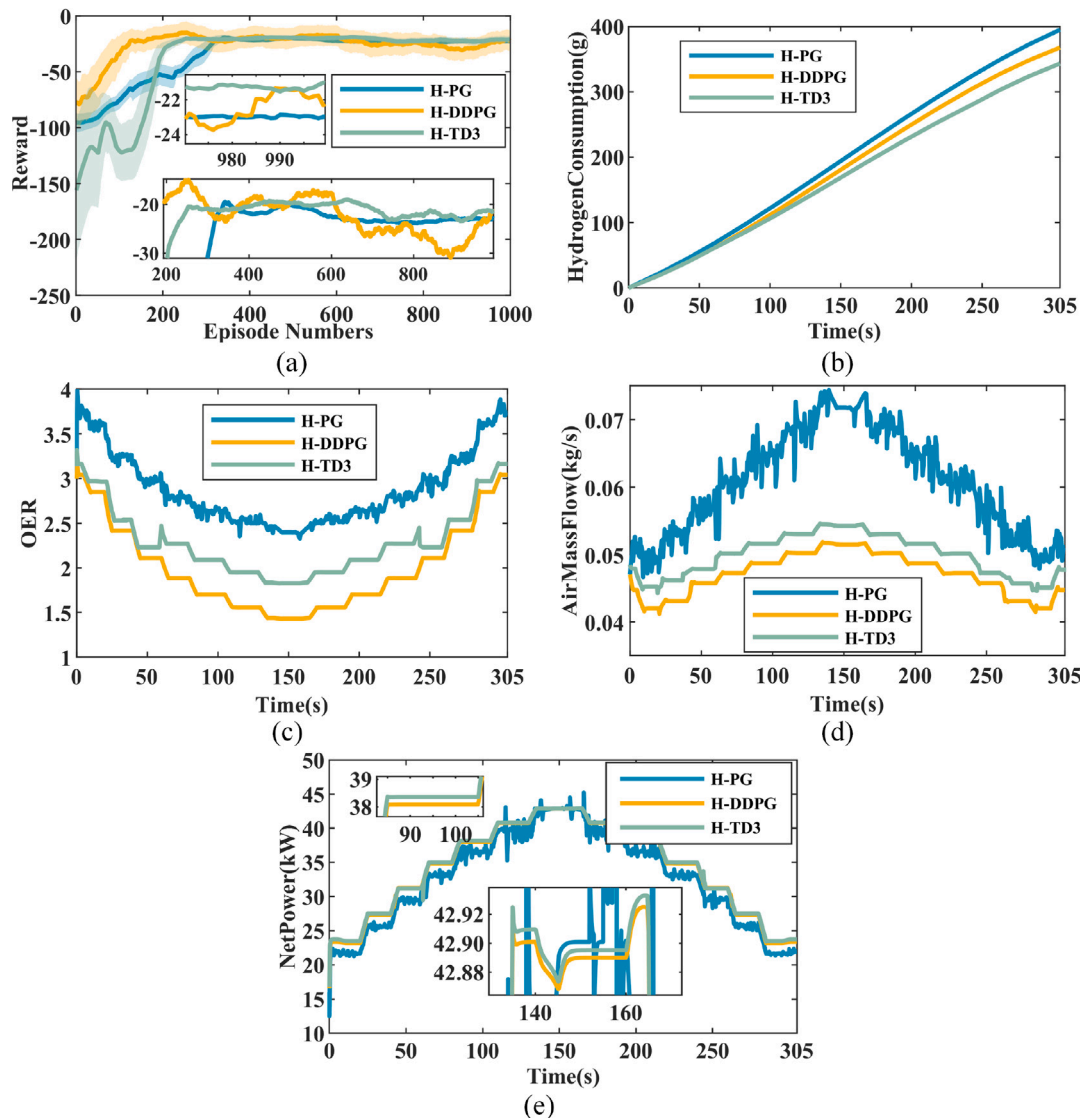 0
-50
-100
-150
-200
-250
Reward
-22
-24
980
990
H-PG
H-DDPG
H-TD3
-20
-30
200
400
600
800
0
200
400
600
800
1000
Episode Numbers
(a)
400
300
200
100
0
HydrogenConsumption(g)
H-PG
H-DDPG
H-TD3
0
50
100
150
200
250
305
Time(s)
(b)
4
3.5
3
2.5
2
1.5
1
OER
H-PG
H-DDPG
H-TD3
0
50
100
150
200
250
305
Time(s)
(c)
0.07
0.06
0.05
0.04
AirMassFlow(kg/s)
H-PG
H-DDPG
H-TD3
0
50
100
150
200
250
305
Time(s)
(d)
50
45
40
35
30
25
20
15
10
NetPower(kW)
39
38
90
100
H-PG
H-DDPG
H-TD3
42.92
42.90
42.88
140
160
0
50
100
150
200
250
305
Time(s)
(e)